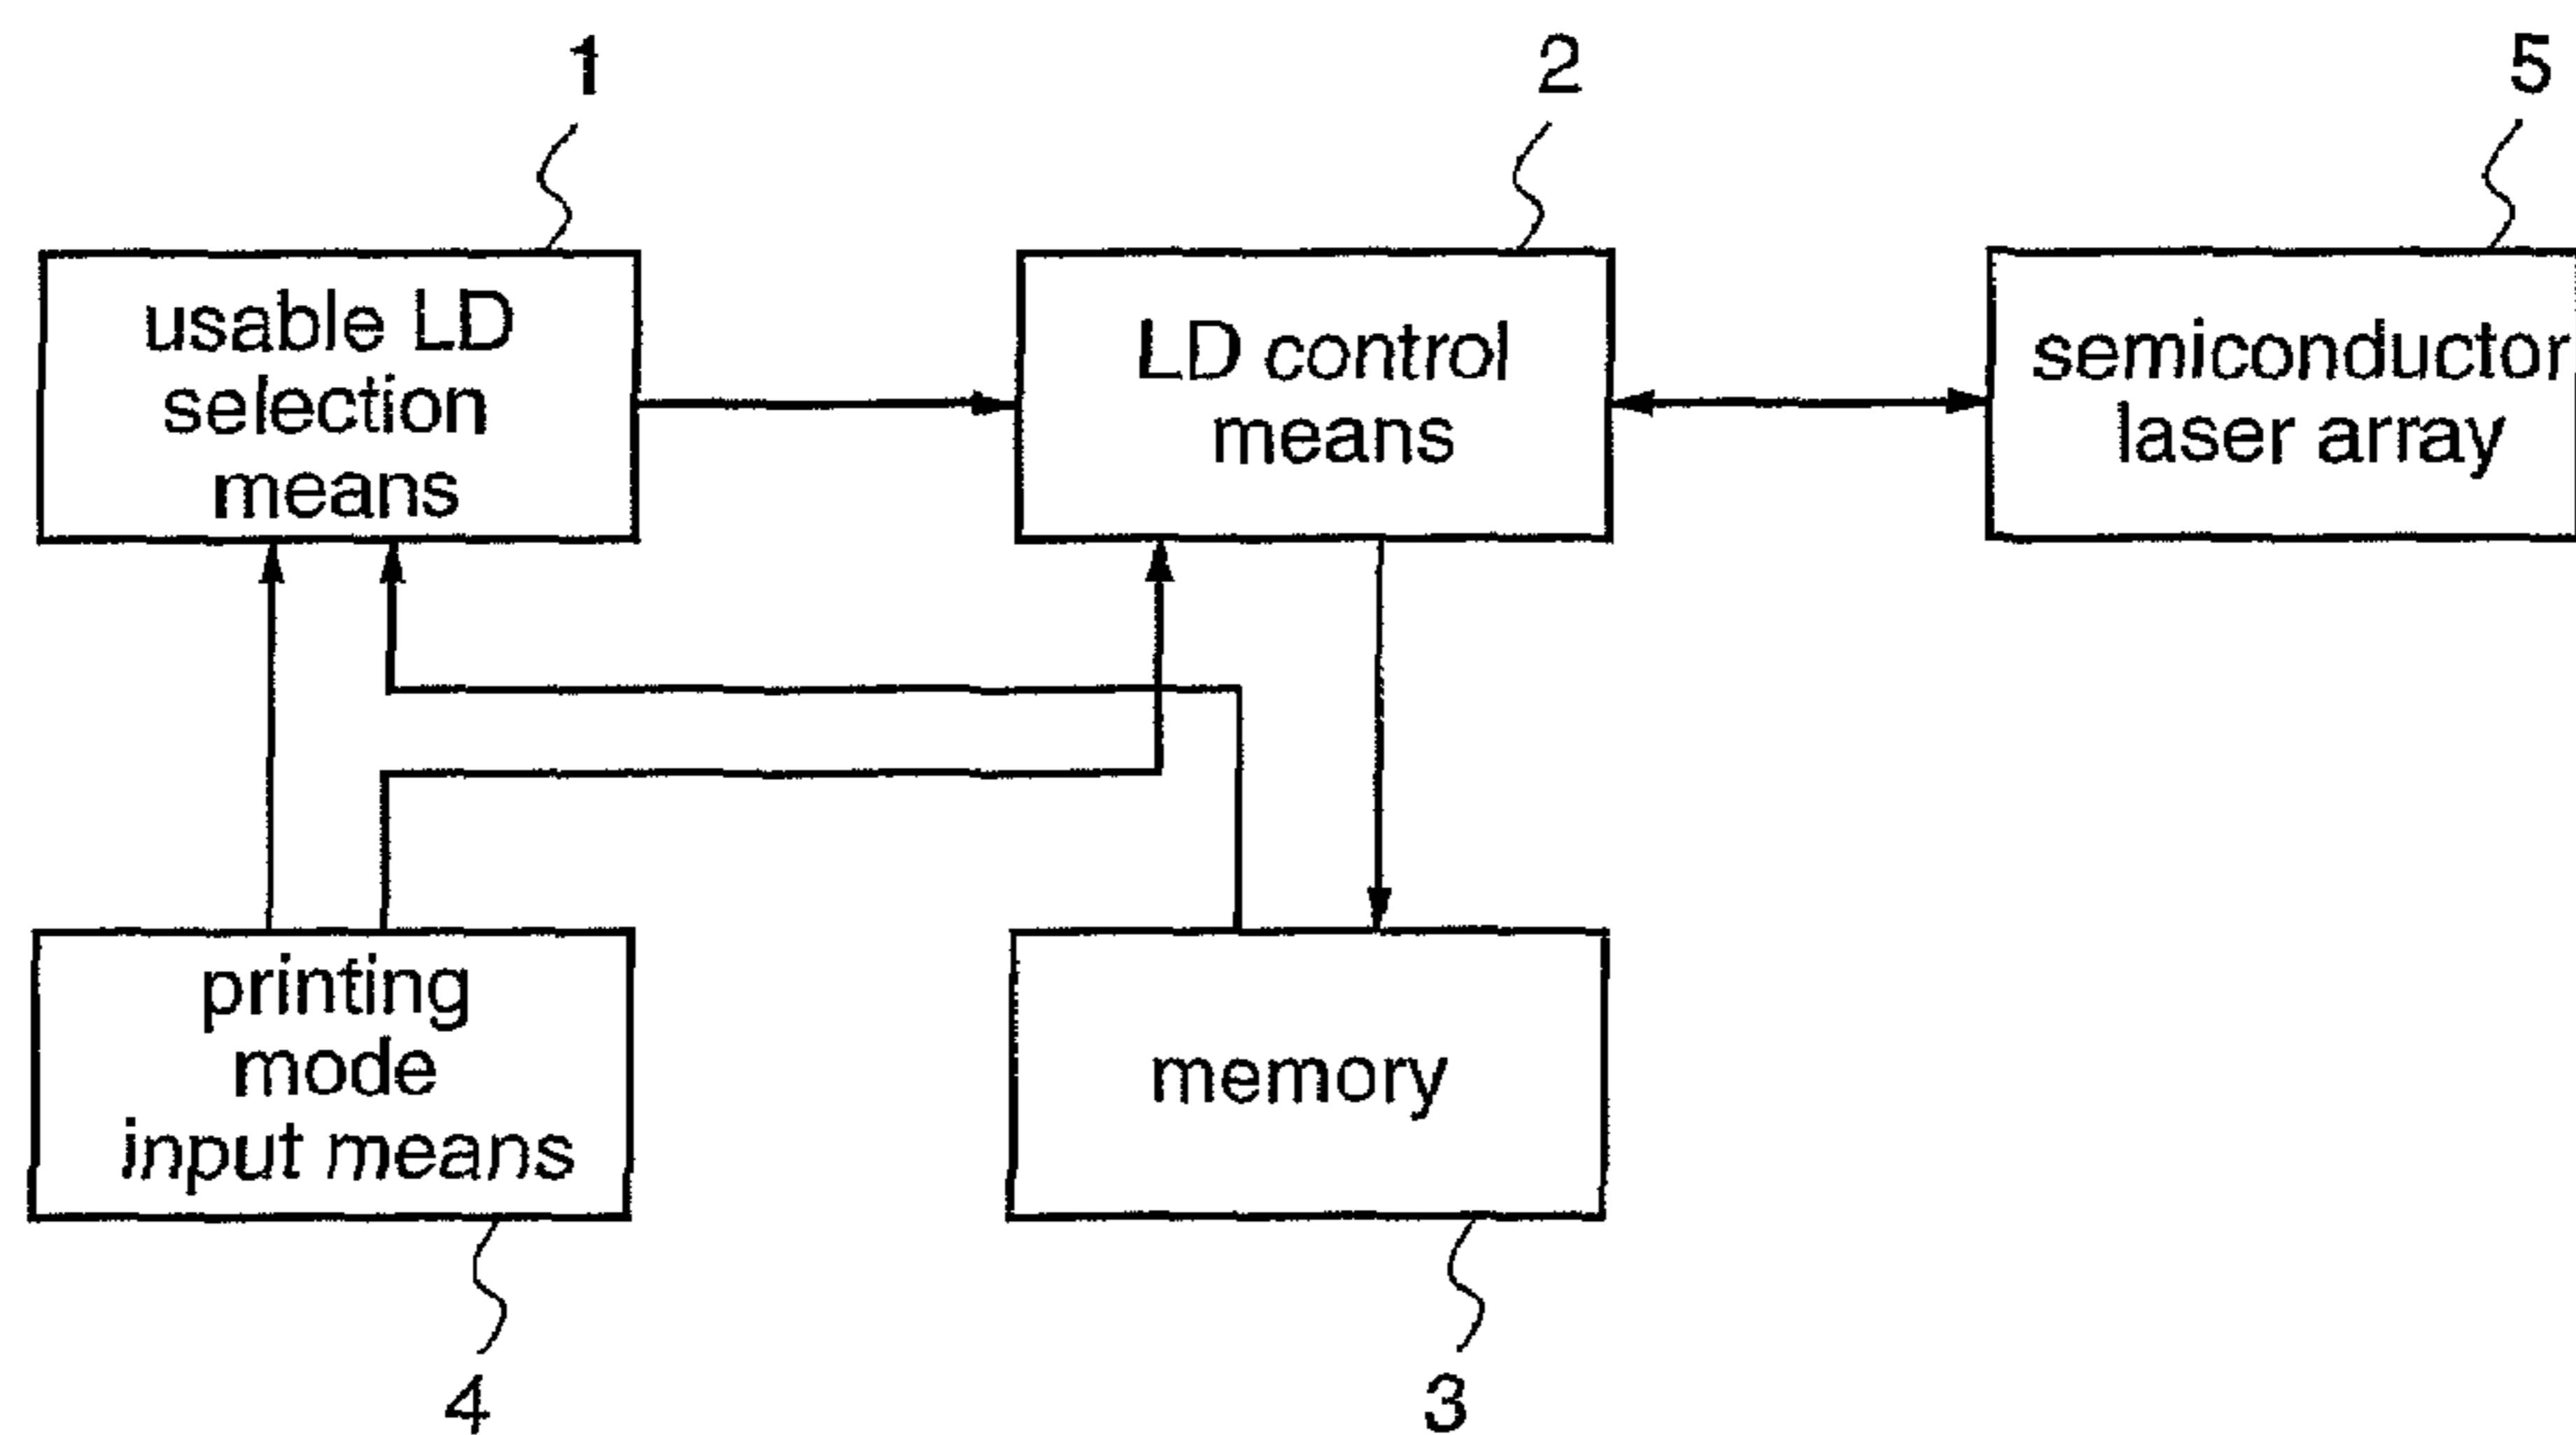 1
2
5
usable LD
selection
means
LD control
means
semiconductor
laser array
printing
mode
input means
memory
4
3